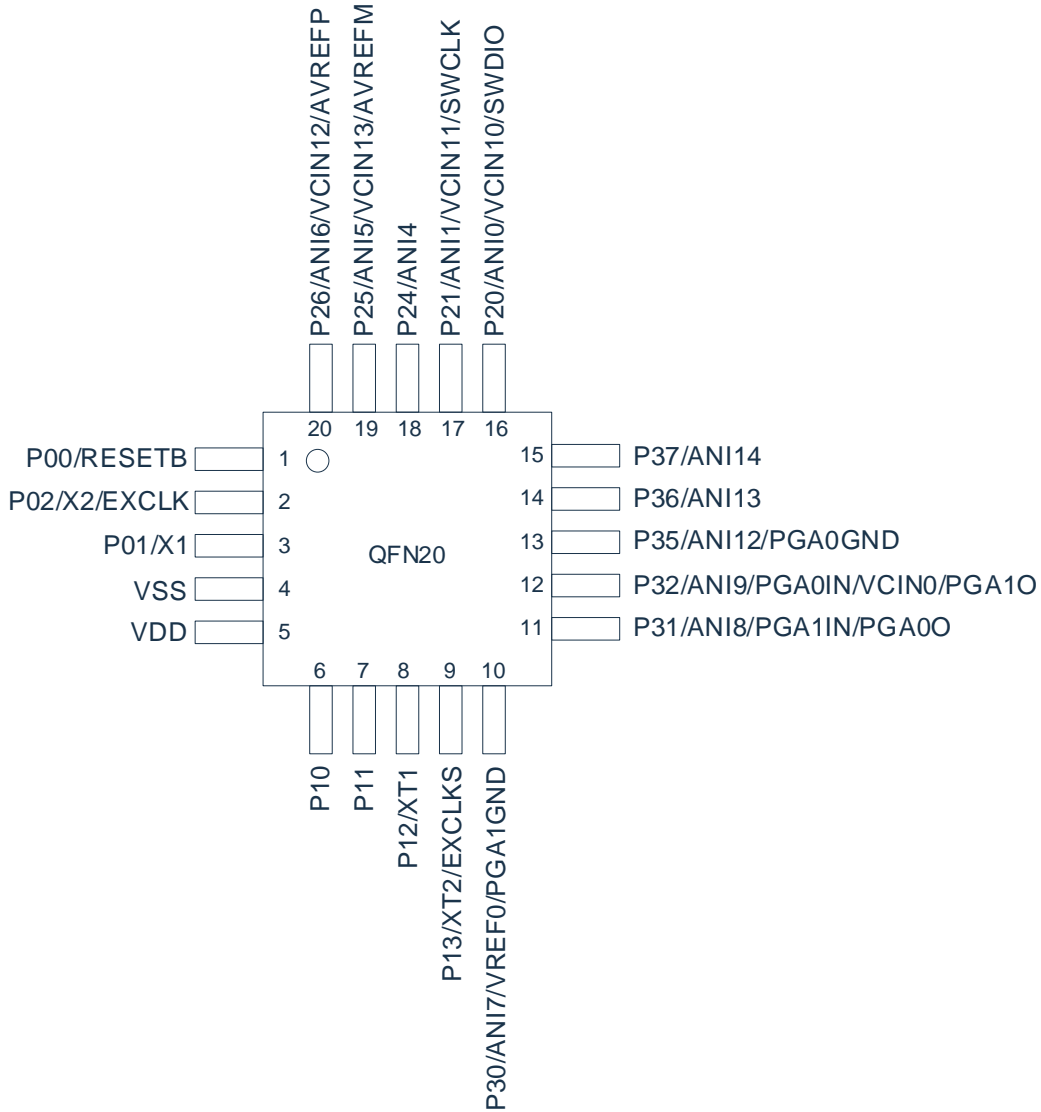 P26/ANI6/VCIN12/AVREFP
P25/ANI5/VCIN13/AVREFM
P24/ANI4
P21/ANI1/VCIN11/SWCLK
P20/ANI0/VCIN10/SWDIO
20
19
18
17
16
P00/RESETB
1
P02/X2/EXCLK
2
P01/X1
3
VSS
4
VDD
5
QFN20
15
P37/ANI14
14
P36/ANI13
13
P35/ANI12/PGA0GND
12
P32/ANI9/PGA0IN/VCIN0/PGA1O
11
P31/ANI8/PGA1IN/PGA0O
6
7
8
9
10
P10
P11
P12/XT1
P13/XT2/EXCLKS
P30/ANI7/VREF0/PGA1GND